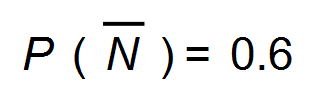 P ( N̅ ) = 0.6